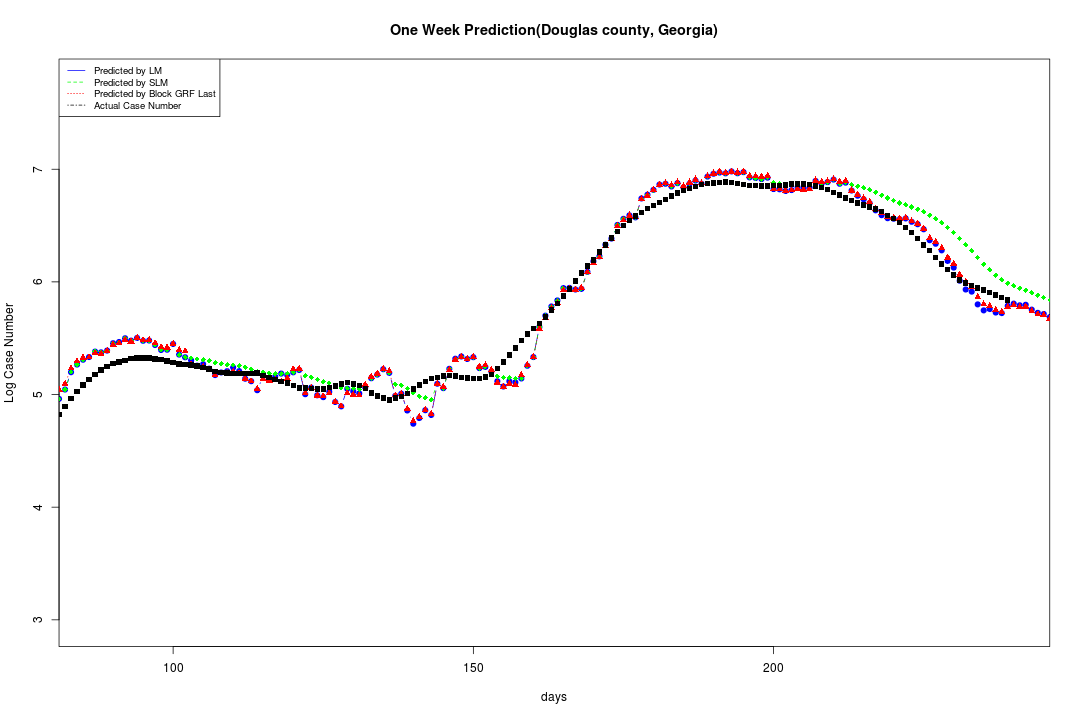 One Week Prediction(Douglas county, Georgia)
Predicted by LM
Predicted by SLM
Predicted by Block GRF Last
Actual Case Number
Log Case Number
7
6
5
4
3
100 150 200
days